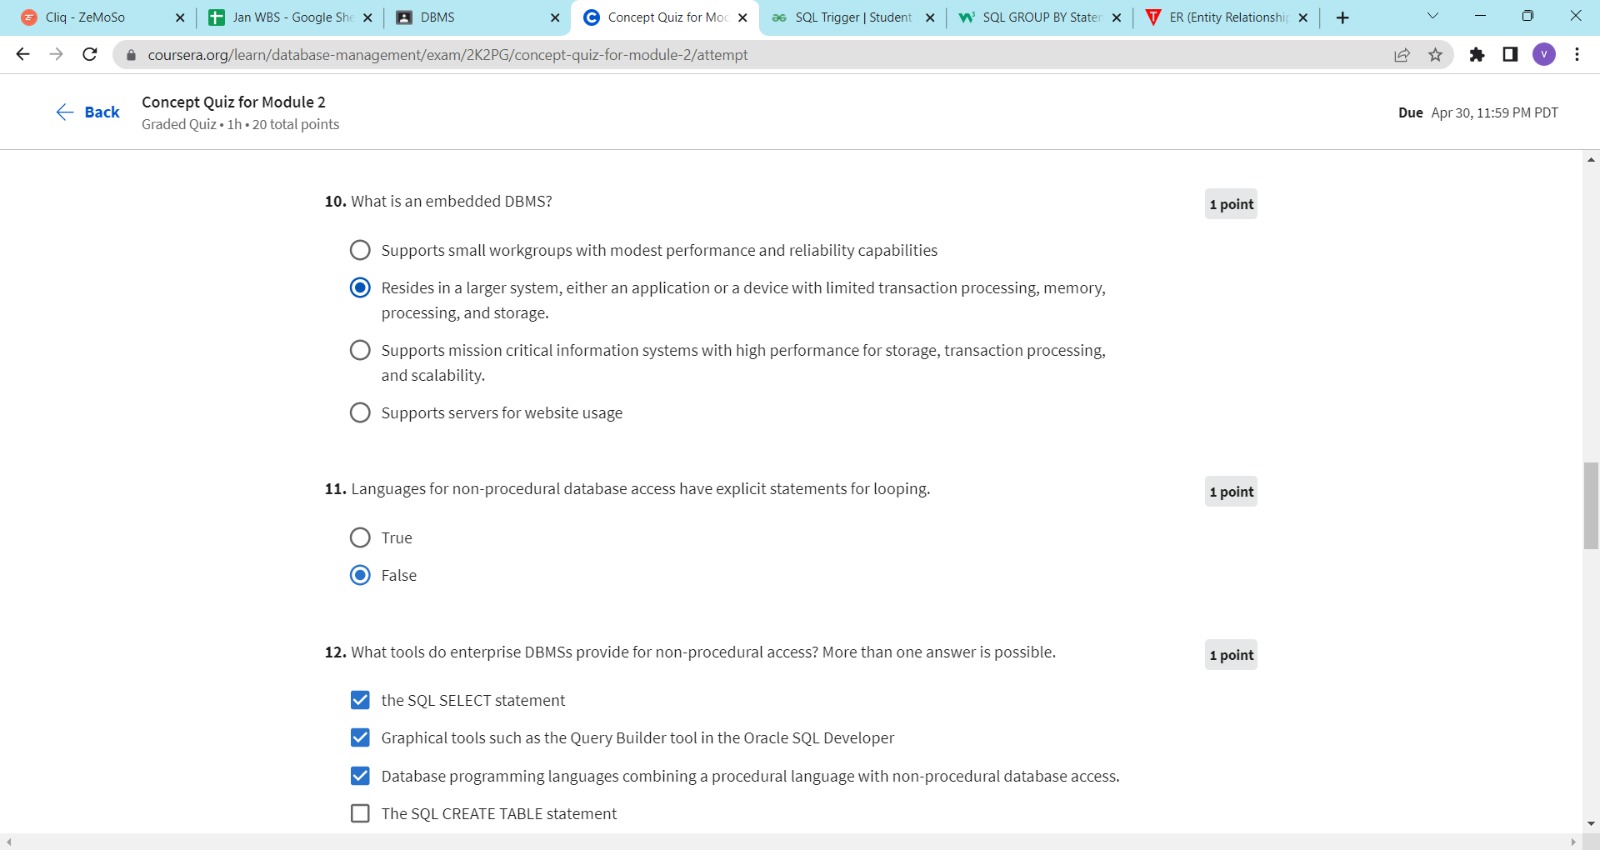 Cliq - ZeMoSo
Jan WBS - Google She
DBMS
Concept Quiz for Moc
SQL Trigger | Student
SQL GROUP BY Stater
ER (Entity Relationship
coursera.org/learn/database-management/exam/2K2PG/concept-quiz-for-module-2/attempt
V
Back
Concept Quiz for Module 2
Graded Quiz • 1h • 20 total points
Due Apr 30, 11:59 PM PDT
10. What is an embedded DBMS?
1 point
Supports small workgroups with modest performance and reliability capabilities
Resides in a larger system, either an application or a device with limited transaction processing, memory,
processing, and storage.
Supports mission critical information systems with high performance for storage, transaction processing,
and scalability.
Supports servers for website usage
11. Languages for non-procedural database access have explicit statements for looping.
1 point
True
False
12. What tools do enterprise DBMSs provide for non-procedural access? More than one answer is possible.
1 point
the SQL SELECT statement
Graphical tools such as the Query Builder tool in the Oracle SQL Developer
Database programming languages combining a procedural language with non-procedural database access.
The SQL CREATE TABLE statement